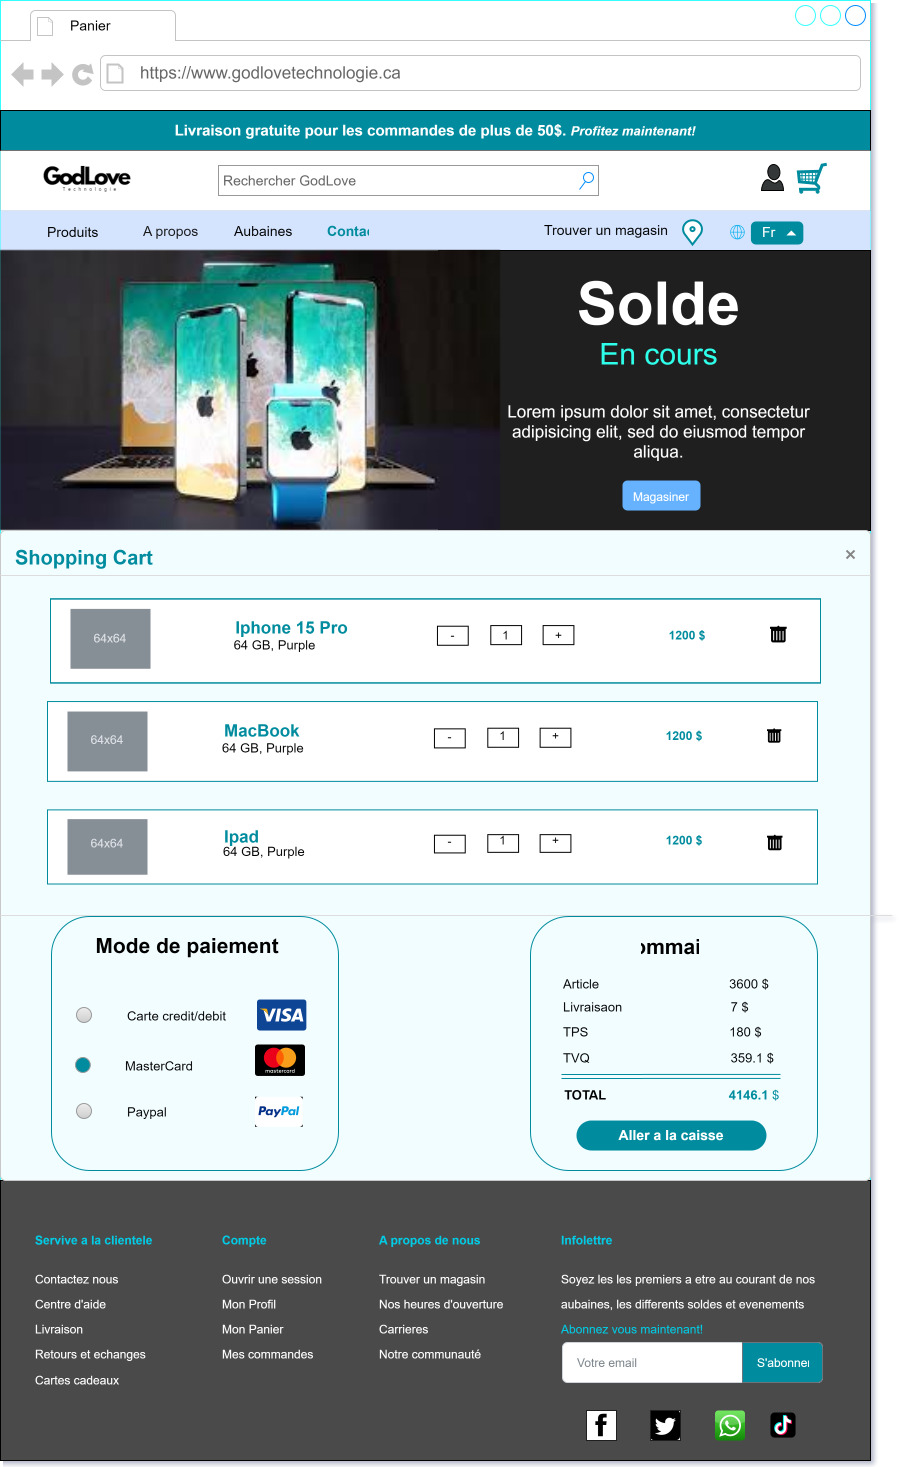 Panier
https://www.godlovetechnologie.ca
Livraison gratuite pour les commandes de plus de 50$. Profitez maintenant!
GodLove
Technologie
Rechercher GodLove
Produits
A propos
Aubaines
Contac
Trouver un magasin
Fr
Solde
En cours
Lorem ipsum dolor sit amet, consectetur
adipisicing elit, sed do eiusmod tempor
aliqua.
Magasiner
Shopping Cart
×
64x64
Iphone 15 Pro
64 GB, Purple
- 1 +
1200 $
64x64
MacBook
64 GB, Purple
- 1 +
1200 $
64x64
Ipad
64 GB, Purple
- 1 +
1200 $
Mode de paiement
Carte credit/debit
VISA
MasterCard
mastercard
Paypal
PayPal
ommai
Article 3600 $
Livraisaon 7 $
TPS 180 $
TVQ 359.1 $
TOTAL 4146.1 $
Aller a la caisse
Servive a la clientele
Contactez nous
Centre d'aide
Livraison
Retours et echanges
Cartes cadeaux
Compte
Ouvrir une session
Mon Profil
Mon Panier
Mes commandes
A propos de nous
Trouver un magasin
Nos heures d'ouverture
Carrieres
Notre communauté
Infolettre
Soyez les les premiers a etre au courant de nos
aubaines, les differents soldes et evenements
Abonnez vous maintenant!
Votre email
S'abonner